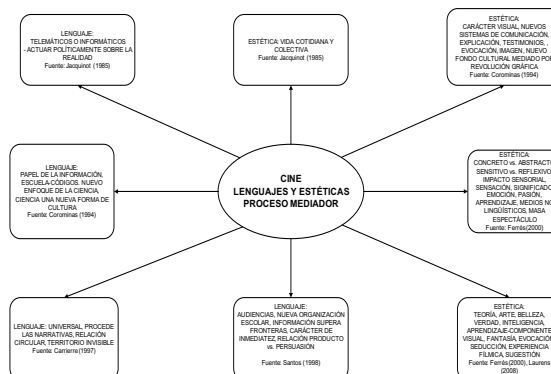 LENGUAJE:
TELEMÁTICOS O INFORMÁTICOS
- ACTUAR POLÍTICAMENTE SOBRE LA
REALIDAD
Fuente: Jacquinot (1985)
ESTÉTICA: VIDA COTIDIANA Y
COLECTIVA
Fuente: Jacquinot (1985)
ESTÉTICA:
CARÁCTER VISUAL, NUEVOS
SISTEMAS DE COMUNICACIÓN,
EXPLICACIÓN, TESTIMONIOS, ,
EVOCACIÓN, IMAGEN, NUEVO
FONDO CULTURAL MEDIADO POR
REVOLUCIÓN GRÁFICA
Fuente: Corominas (1994)
LENGUAJE:
PAPEL DE LA INFORMACIÓN,
ESCUELA-CÓDIGOS. NUEVO
ENFOQUE DE LA CIENCIA,
CIENCIA UNA NUEVA FORMA DE
CULTURA
Fuente: Corominas (1994)
CINE
LENGUAJES Y ESTÉTICAS
PROCESO MEDIADOR
ESTÉTICA:
CONCRETO vs. ABSTRACTO
SENSITIVO vs. REFLEXIVO,
IMPACTO SENSORIAL,
SENSACIÓN, SIGNIFICADO
EMOCIÓN, PASIÓN,
APRENDIZAJE, MEDIOS NO
LINGÜÍSTICOS, MASA
ESPECTÁCULO
Fuente: Ferrés(2000)
LENGUAJE: UNIVERSAL, PROCEDE
LAS NARRATIVAS, RELACIÓN
CIRCULAR, TERRITORIO INVISIBLE
Fuente: Carrierre(1997)
LENGUAJE:
AUDIENCIAS, NUEVA ORGANIZACIÓN
ESCOLAR, INFORMACIÓN SUPERA
FRONTERAS, CARÁCTER DE
INMEDIATEZ, RELACIÓN PRODUCTO
vs. PERSUASIÓN
Fuente: Santos (1998)
ESTÉTICA:
TEORÍA, ARTE, BELLEZA,
VERDAD, INTELIGENCIA,
APRENDIZAJE-COMPONENTE
VISUAL, FANTASÍA, EVOCACIÓN
SEDUCCIÓN, EXPERIENCIA
FÍLMICA, SUGESTIÓN
Fuente: Ferrés(2000), Laurens
(2008)